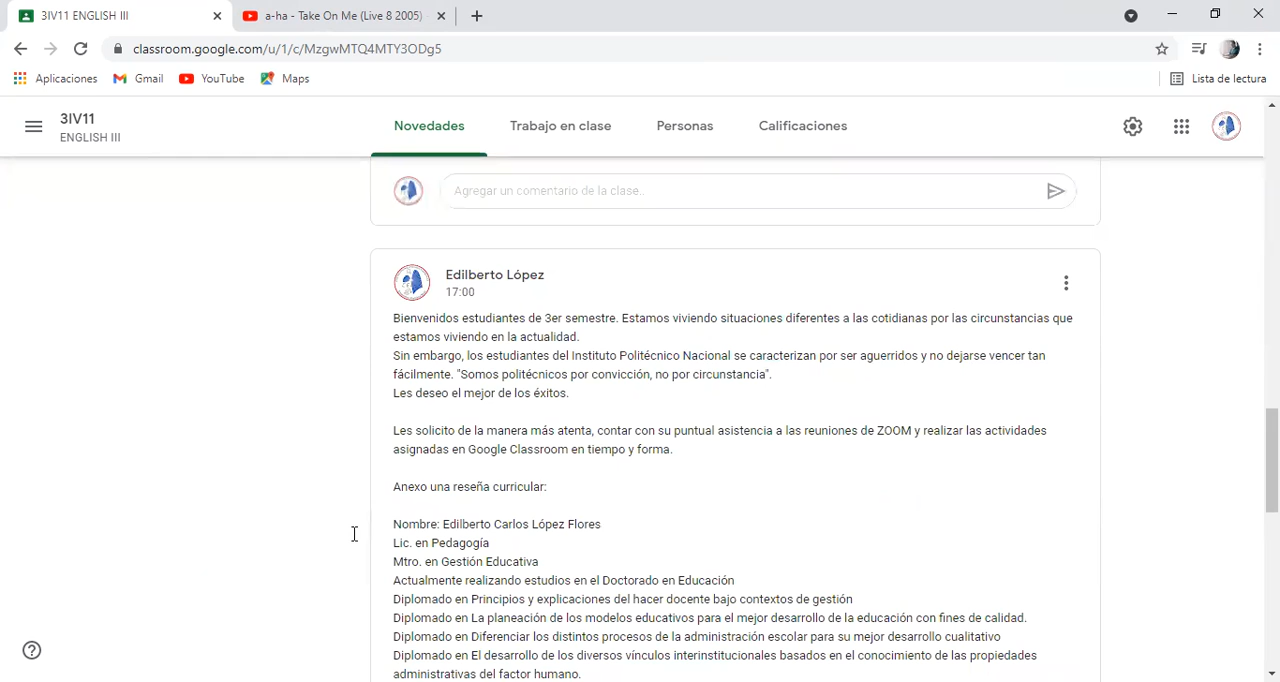 3IV11 ENGLISH III
a-ha - Take On Me (Live 8 2005)
classroom.google.com/u/1/c/MzgwMTQ4MTY3ODg5
Aplicaciones
Gmail
YouTube
Maps
Lista de lectura
3IV11
ENGLISH III
Novedades
Trabajo en clase
Personas
Calificaciones
Agregar un comentario de la clase..
Edilberto López
17:00
Bienvenidos estudiantes de 3er semestre. Estamos viviendo situaciones diferentes a las cotidianas por las circunstancias que
estamos viviendo en la actualidad.
Sin embargo, los estudiantes del Instituto Politécnico Nacional se caracterizan por ser aguerridos y no dejarse vencer tan
fácilmente. "Somos politécnicos por convicción, no por circunstancia".
Les deseo el mejor de los éxitos.
Les solicito de la manera más atenta, contar con su puntual asistencia a las reuniones de ZOOM y realizar las actividades
asignadas en Google Classroom en tiempo y forma.
Anexo una reseña curricular:
Nombre: Edilberto Carlos López Flores
Lic. en Pedagogía
Mtro. en Gestión Educativa
Actualmente realizando estudios en el Doctorado en Educación
Diplomado en Principios y explicaciones del hacer docente bajo contextos de gestión
Diplomado en La planeación de los modelos educativos para el mejor desarrollo de la educación con fines de calidad.
Diplomado en Diferenciar los distintos procesos de la administración escolar para su mejor desarrollo cualitativo
Diplomado en El desarrollo de los diversos vínculos interinstitucionales basados en el conocimiento de las propiedades
administrativas del factor humano.